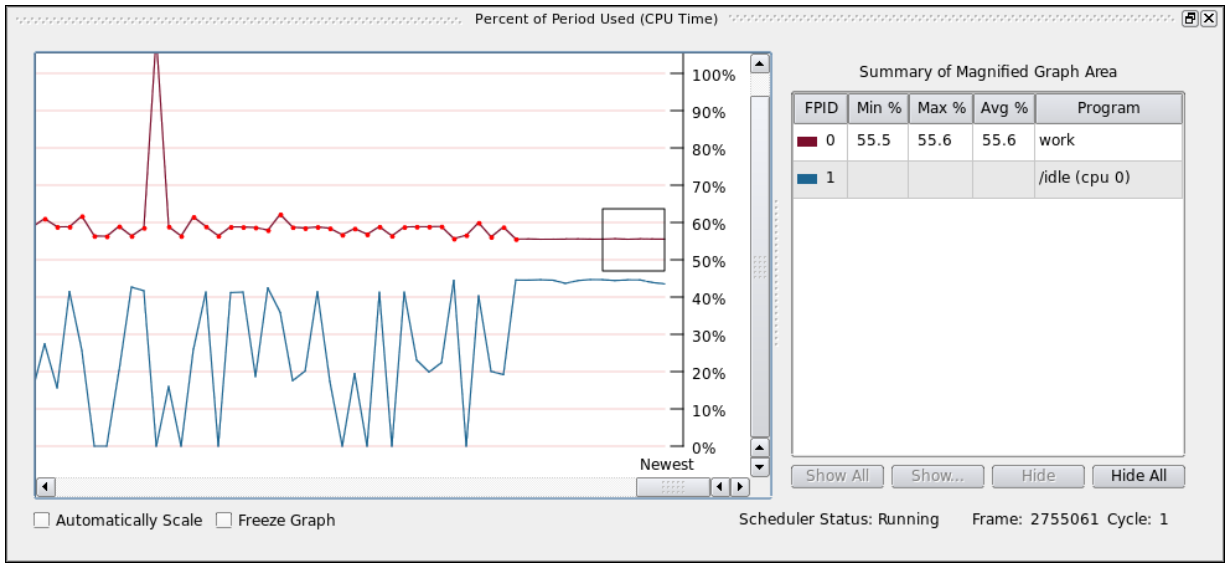 Percent of Period Used (CPU Time)
100%
90%
80%
70%
60%
50%
40%
30%
20%
10%
0%
Newest
Automatically Scale Freeze Graph
Summary of Magnified Graph Area
FPID Min % Max % Avg % Program
0 55.5 55.6 55.6 work
1 /idle (cpu 0)
Show All Show... Hide Hide All
Scheduler Status: Running Frame: 2755061 Cycle: 1